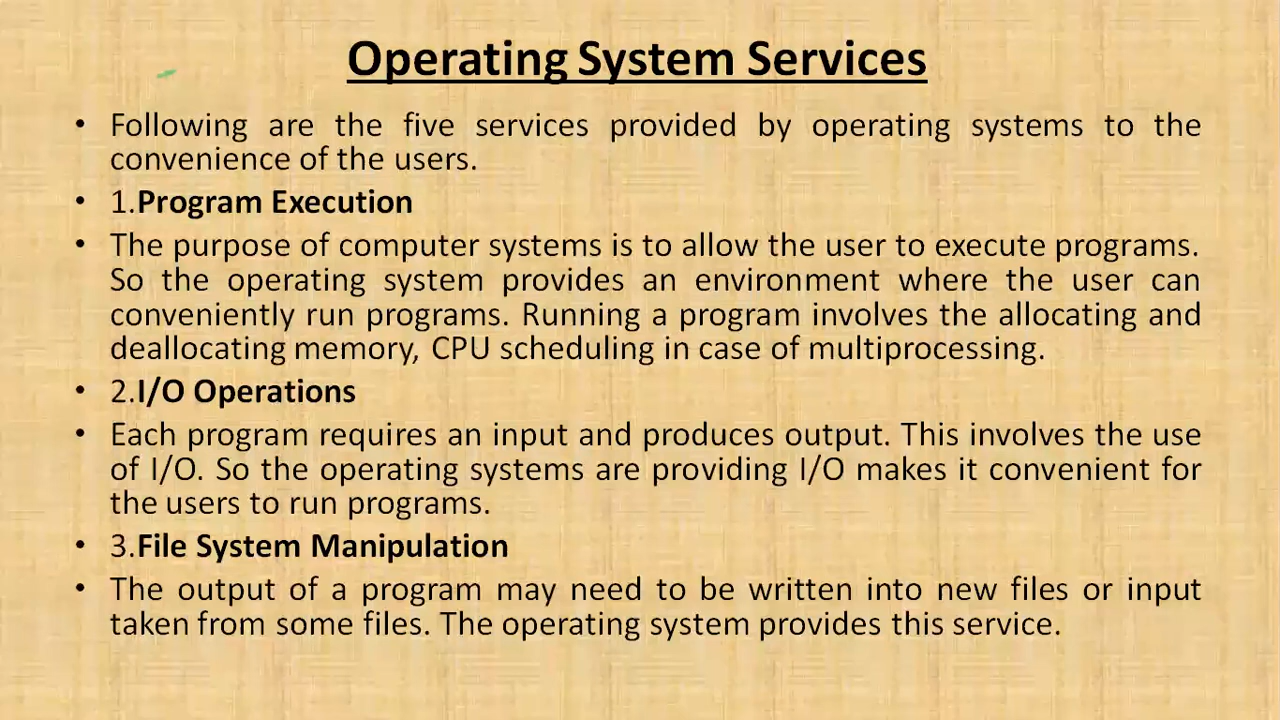 Operating System Services
• Following are the five services provided by operating systems to the
convenience of the users.
• 1.Program Execution
• The purpose of computer systems is to allow the user to execute programs.
So the operating system provides an environment where the user can
conveniently run programs. Running a program involves the allocating and
deallocating memory, CPU scheduling in case of multiprocessing.
• 2.I/O Operations
• Each program requires an input and produces output. This involves the use
of I/O. So the operating systems are providing I/O makes it convenient for
the users to run programs.
• 3.File System Manipulation
• The output of a program may need to be written into new files or input
taken from some files. The operating system provides this service.